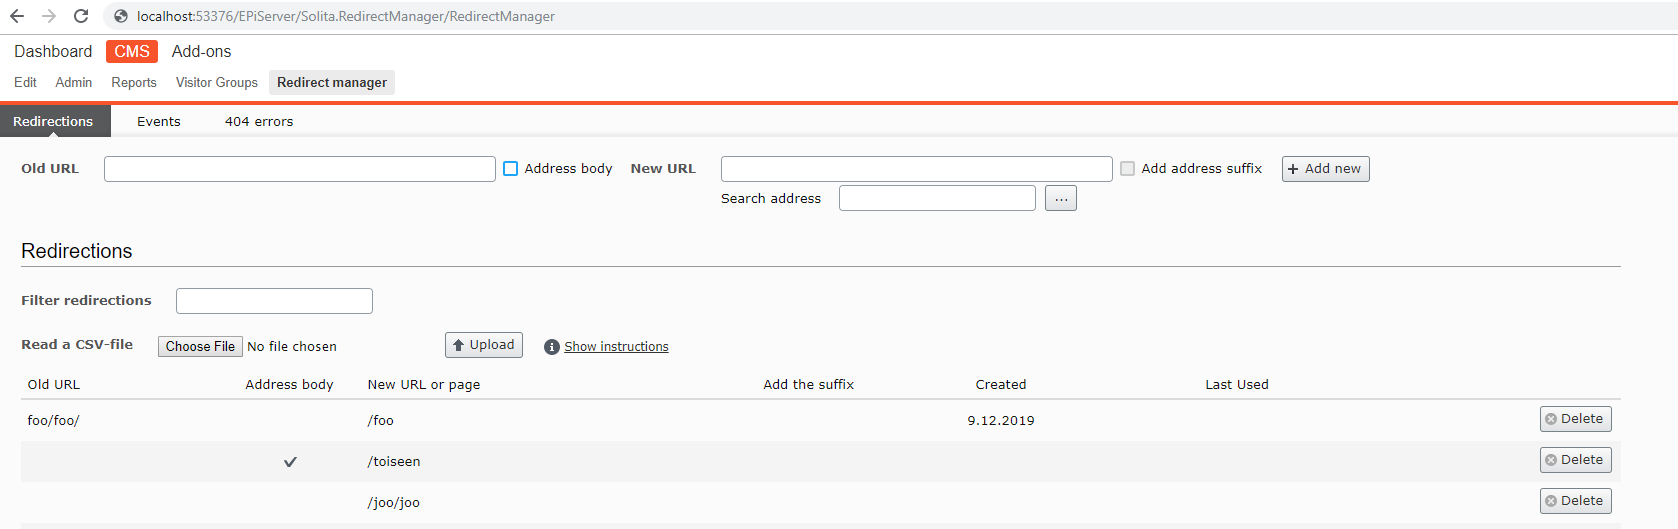 localhost:53376/EPiServer/Solita.RedirectManager/RedirectManager
Dashboard CMS Add-ons
Edit Admin Reports Visitor Groups Redirect manager
Redirections Events 404 errors
Old URL Address body New URL Add address suffix + Add new
Search address ...
Redirections
Filter redirections
Read a CSV-file Choose File No file chosen Upload Show instructions
Old URL Address body New URL or page Add the suffix Created Last Used
foo/foo/ /foo 9.12.2019 Delete
/toiseen Delete
/joo/joo Delete